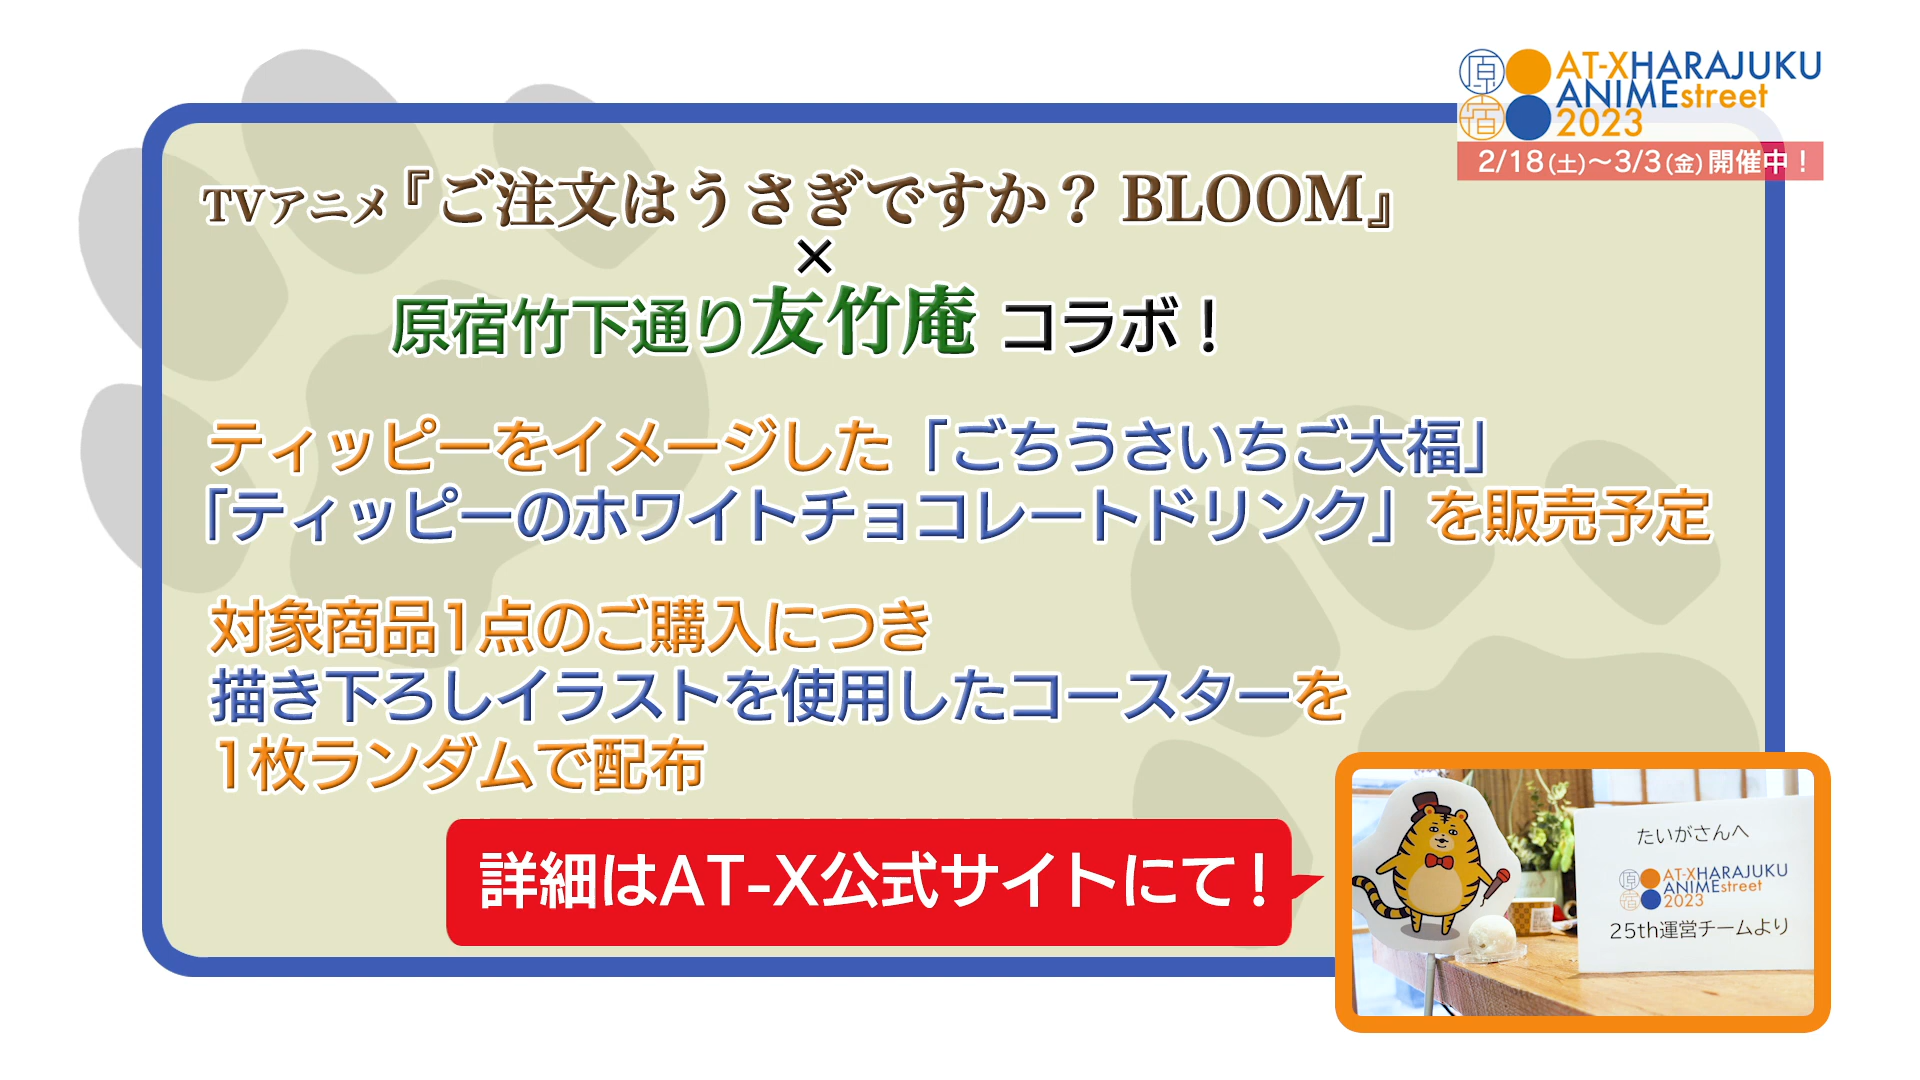 原宿
AT-XHARAJUKU
ANIMEstreet
2023
2/18(土)～3/3(金)開催中！
TVアニメ『ご注文はうさぎですか？ BLOOM』
×
原宿竹下通り友竹庵 コラボ！
ティッピーをイメージした「ごちうさいちご大福」
「ティッピーのホワイトチョコレートドリンク」を販売予定
対象商品1点のご購入につき
描き下ろしイラストを使用したコースターを
1枚ランダムで配布
詳細はAT-X公式サイトにて！
たいがさんへ
原宿
AT-XHARAJUKU
ANIMEstreet
2023
25th運営チームより